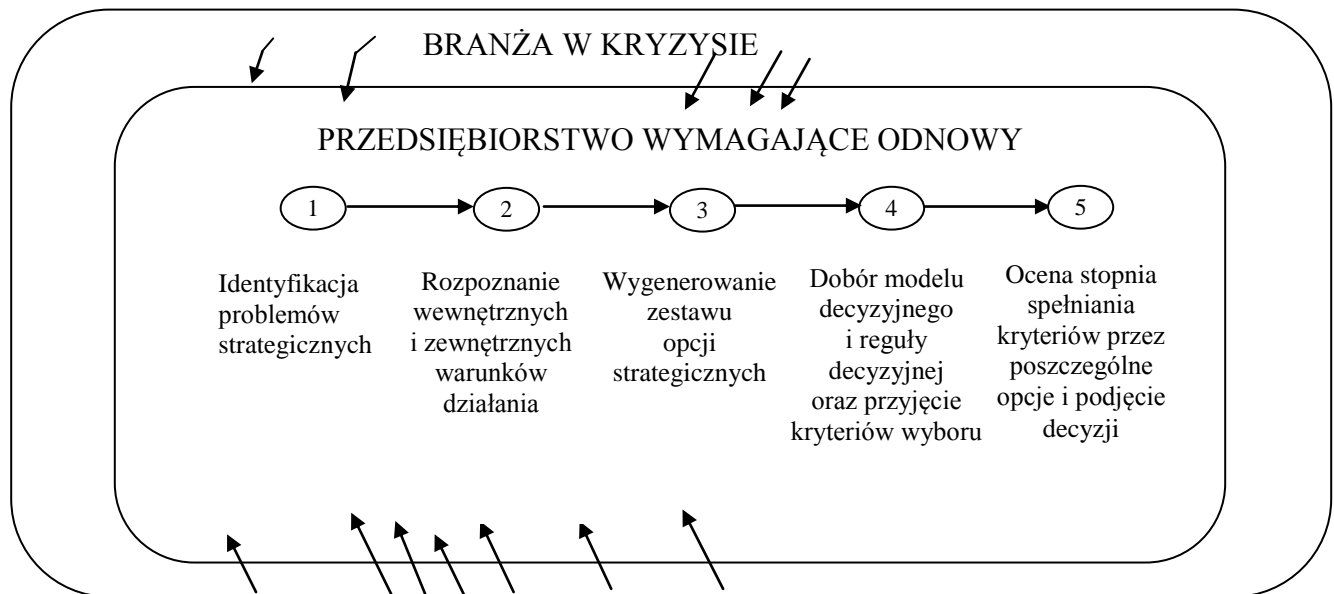 BRANŻA W KRYZYSIE
PRZEDSIĘBIORSTWO WYMAGAJĄCE ODNOWY
1
2
3
4
5
Identyfikacja
problemów
strategicznych
Rozpoznanie
wewnętrznych
i zewnętrznych
warunków
działania
Wygenerowanie
zestawu
opcji
strategicznych
Dobór modelu
decyzyjnego
i reguły
decyzyjnej
oraz przyjęcie
kryteriów wyboru
Ocena stopnia
spełniania
kryteriów przez
poszczególne
opcje i podjęcie
decyzji